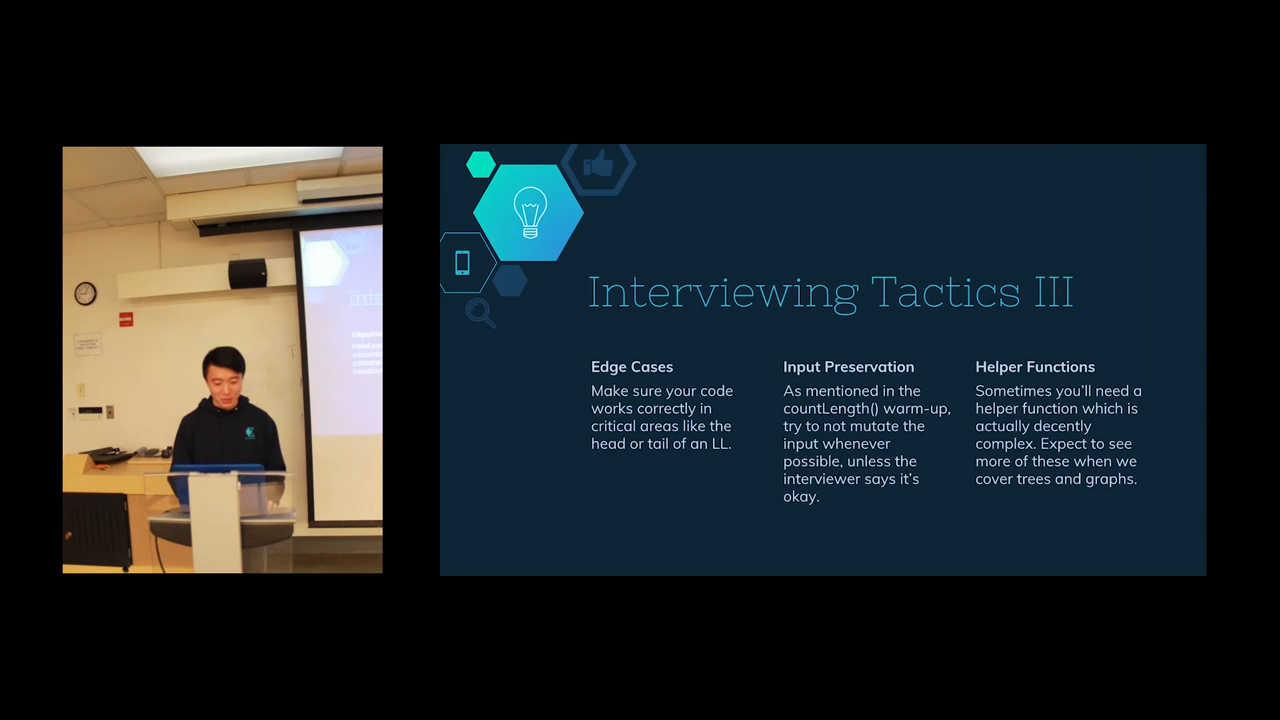 Interviewing Tactics III
Edge Cases
Make sure your code
works correctly in
critical areas like the
head or tail of an LL.
Input Preservation
As mentioned in the
countLength() warm-up,
try to not mutate the
input whenever
possible, unless the
interviewer says it's
okay.
Helper Functions
Sometimes you'll need a
helper function which is
actually decently
complex. Expect to see
more of these when we
cover trees and graphs.